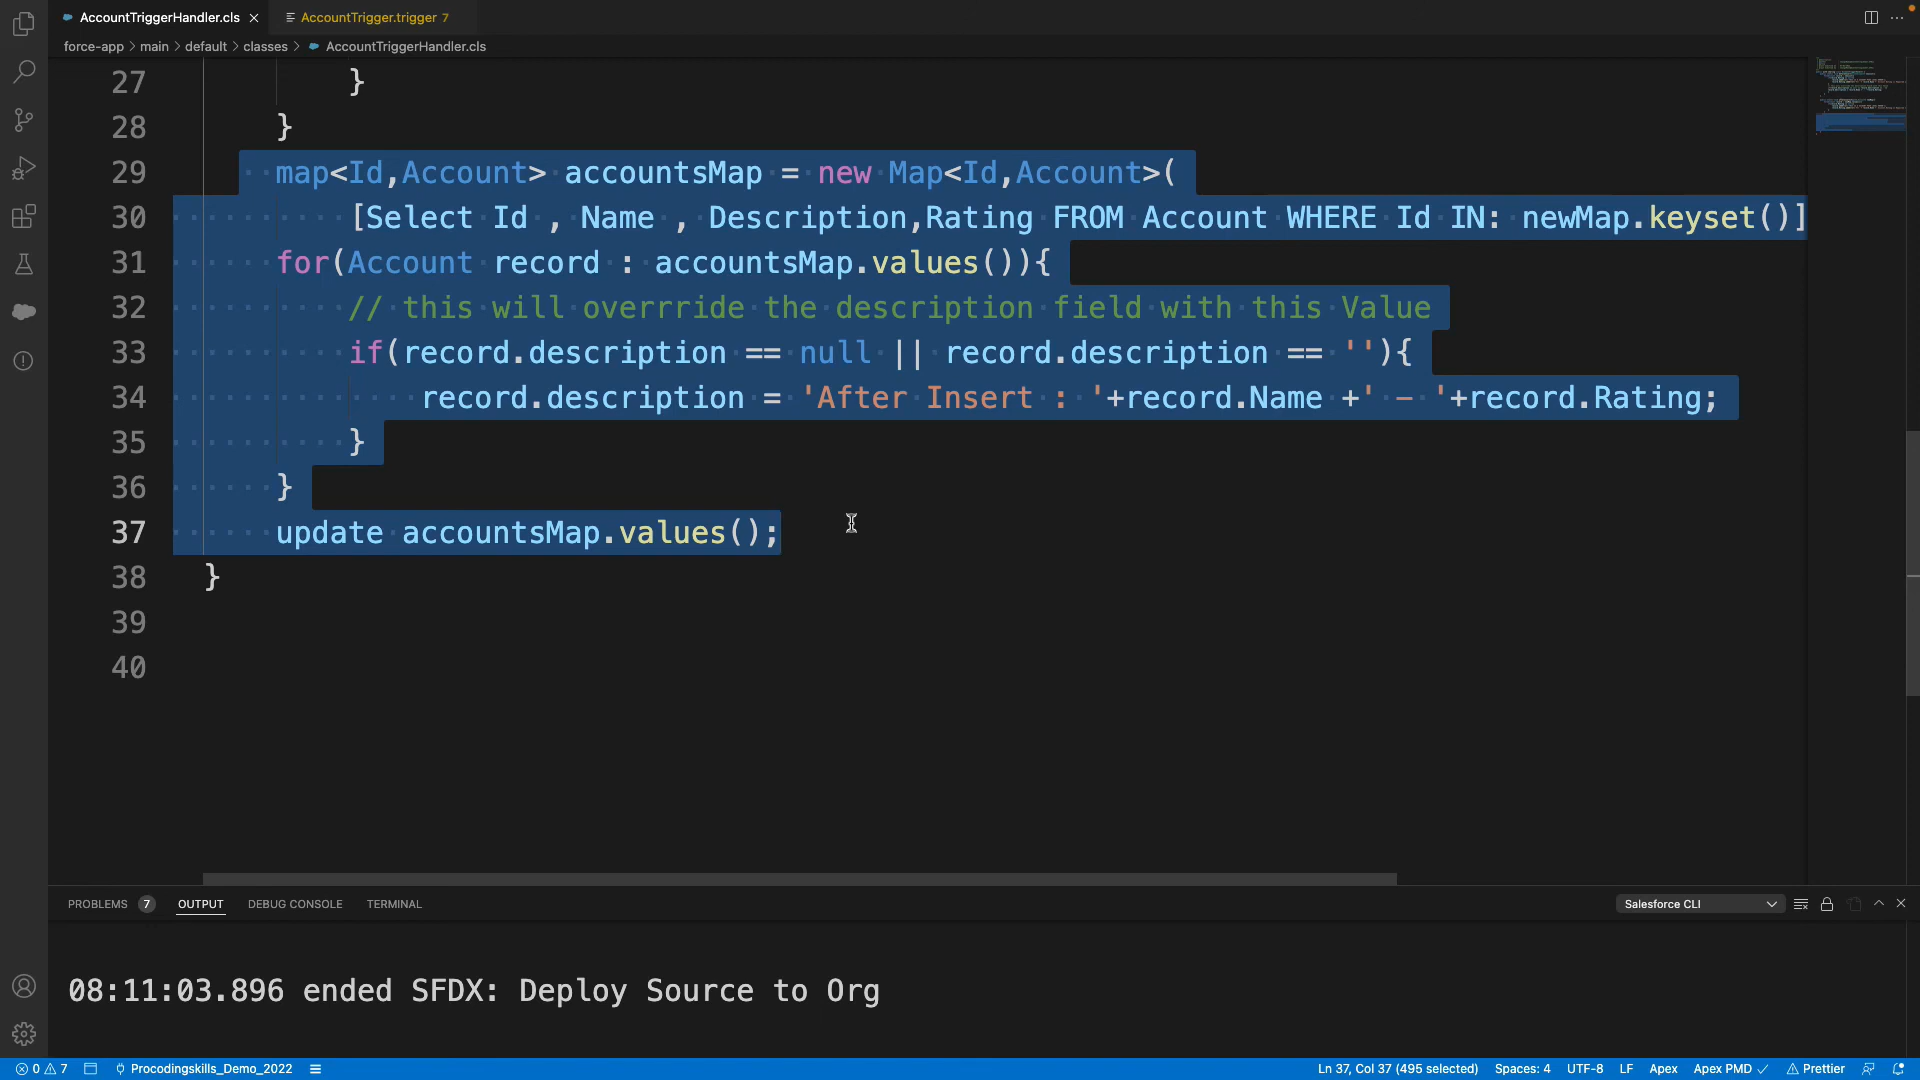 AccountTriggerHandler.cls
AccountTrigger.trigger 7
force-app > main > default > classes > AccountTriggerHandler.cls
27 }
28 }
29 map<Id,Account> accountsMap = new Map<Id,Account>(
30 [Select Id , Name , Description,Rating FROM Account WHERE Id IN: newMap.keyset()]
31 for(Account record : accountsMap.values()){
32 // this will overrride the description field with this Value
33 if(record.description == null || record.description == ''){
34 record.description = 'After Insert : '+record.Name +' - '+record.Rating;
35 }
36 }
37 update accountsMap.values();
38 }
39
40
PROBLEMS 7 OUTPUT DEBUG CONSOLE TERMINAL Salesforce CLI
08:11:03.896 ended SFDX: Deploy Source to Org
0 7 Procodingskills_Demo_2022 Ln 37, Col 37 (495 selected) Spaces: 4 UTF-8 LF Apex Apex PMD Prettier